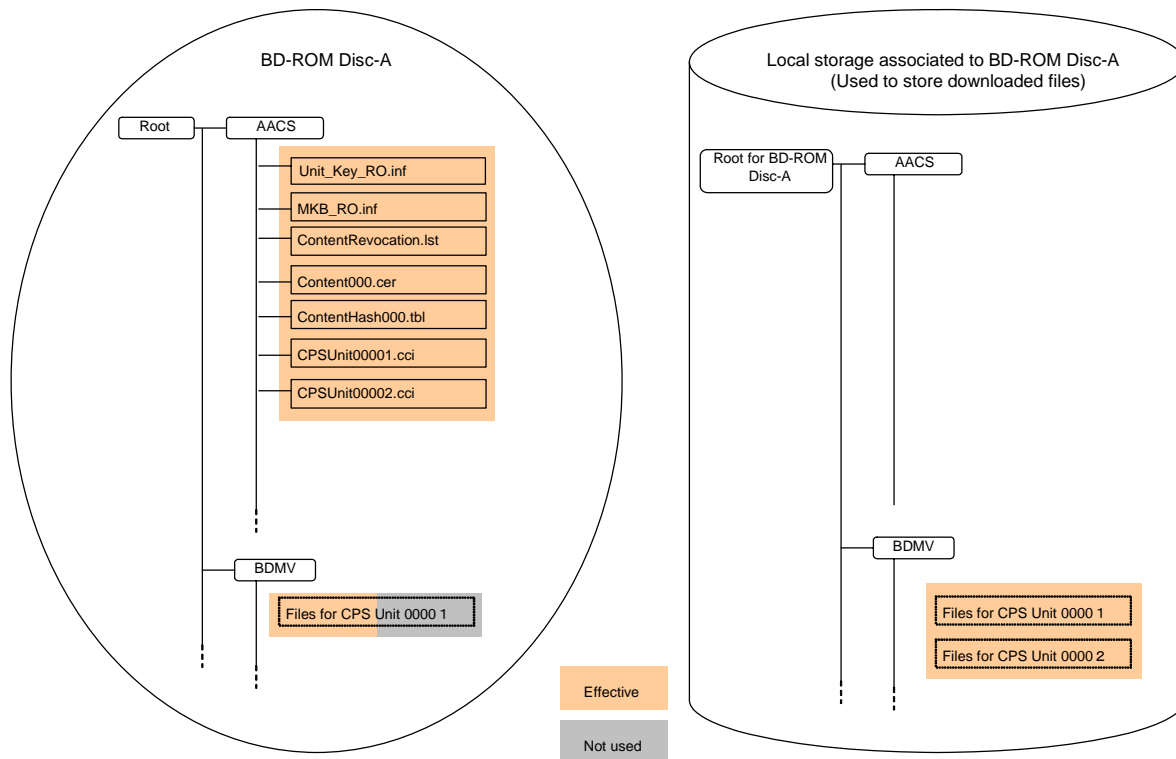 BD-ROM Disc-A
Root
AACS
Unit_Key_RO.inf
MKB_RO.inf
ContentRevocation.lst
Content000.cer
ContentHash000.tbl
CPSUnit00001.cci
CPSUnit00002.cci
BDMV
Files for CPS Unit 0000 1
Local storage associated to BD-ROM Disc-A
(Used to store downloaded files)
Root for BD-ROM
Disc-A
AACS
BDMV
Files for CPS Unit 0000 1
Files for CPS Unit 0000 2
Effective
Not used